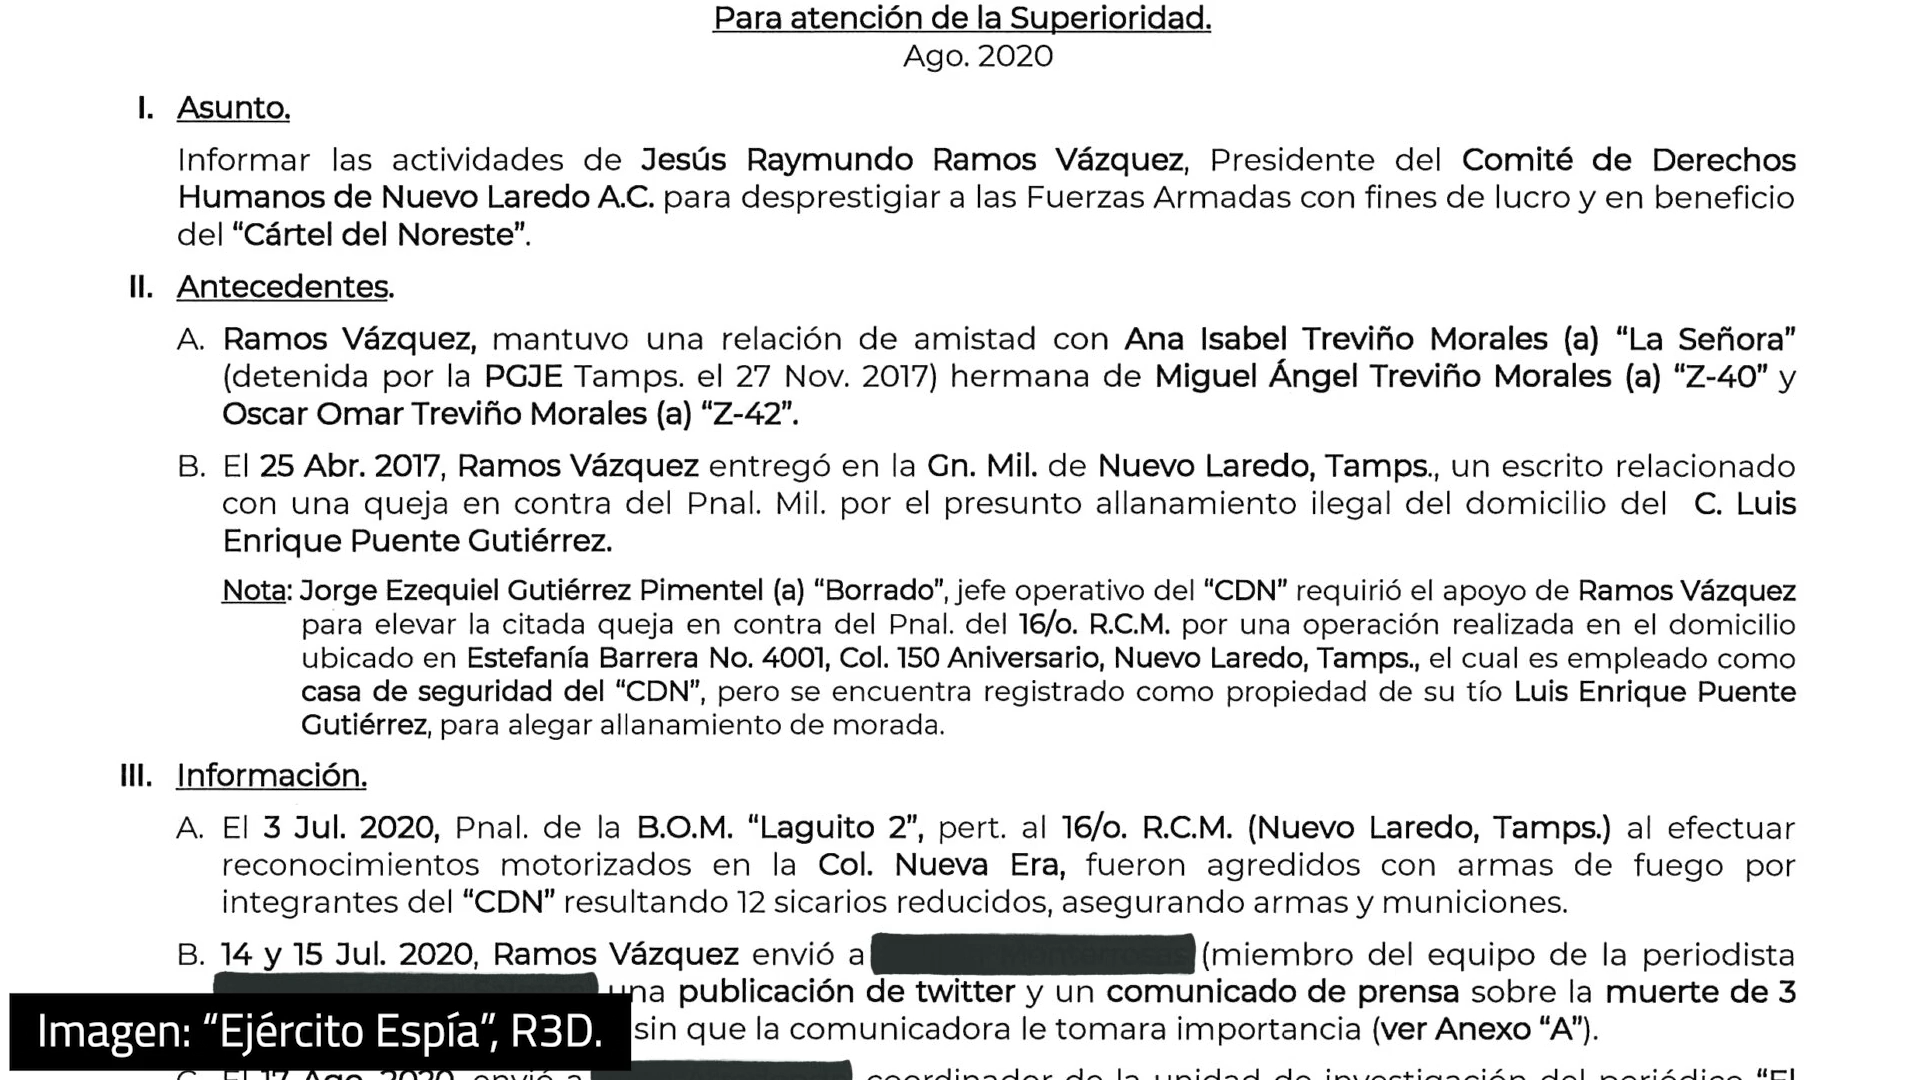 Para atención de la Superioridad.
Ago. 2020
I. Asunto.
Informar las actividades de Jesús Raymundo Ramos Vázquez, Presidente del Comité de Derechos
Humanos de Nuevo Laredo A.C. para desprestigiar a las Fuerzas Armadas con fines de lucro y en beneficio
del “Cártel del Noreste”.
II. Antecedentes.
A. Ramos Vázquez, mantuvo una relación de amistad con Ana Isabel Treviño Morales (a) “La Señora”
(detenida por la PGJE Tamps. el 27 Nov. 2017) hermana de Miguel Ángel Treviño Morales (a) “Z-40” y
Oscar Omar Treviño Morales (a) “Z-42”.
B. El 25 Abr. 2017, Ramos Vázquez entregó en la Gn. Mil. de Nuevo Laredo, Tamps., un escrito relacionado
con una queja en contra del Pnal. Mil. por el presunto allanamiento ilegal del domicilio del C. Luis
Enrique Puente Gutiérrez.
Nota: Jorge Ezequiel Gutiérrez Pimentel (a) “Borrado”, jefe operativo del “CDN” requirió el apoyo de Ramos Vázquez
para elevar la citada queja en contra del Pnal. del 16/o. R.C.M. por una operación realizada en el domicilio
ubicado en Estefanía Barrera No. 4001, Col. 150 Aniversario, Nuevo Laredo, Tamps., el cual es empleado como
casa de seguridad del “CDN”, pero se encuentra registrado como propiedad de su tío Luis Enrique Puente
Gutiérrez, para alegar allanamiento de morada.
III. Información.
A. El 3 Jul. 2020, Pnal. de la B.O.M. “Laguito 2”, pert. al 16/o. R.C.M. (Nuevo Laredo, Tamps.) al efectuar
reconocimientos motorizados en la Col. Nueva Era, fueron agredidos con armas de fuego por
integrantes del “CDN” resultando 12 sicarios reducidos, asegurando armas y municiones.
B. 14 y 15 Jul. 2020, Ramos Vázquez envió a (miembro del equipo de la periodista
una publicación de twitter y un comunicado de prensa sobre la muerte de 3
sin que la comunicadora le tomara importancia (ver Anexo “A”).
C. El 17 Ago. 2020, envió a coordinador de la unidad de investigación del periódico “El
Imagen: “Ejército Espía”, R3D.